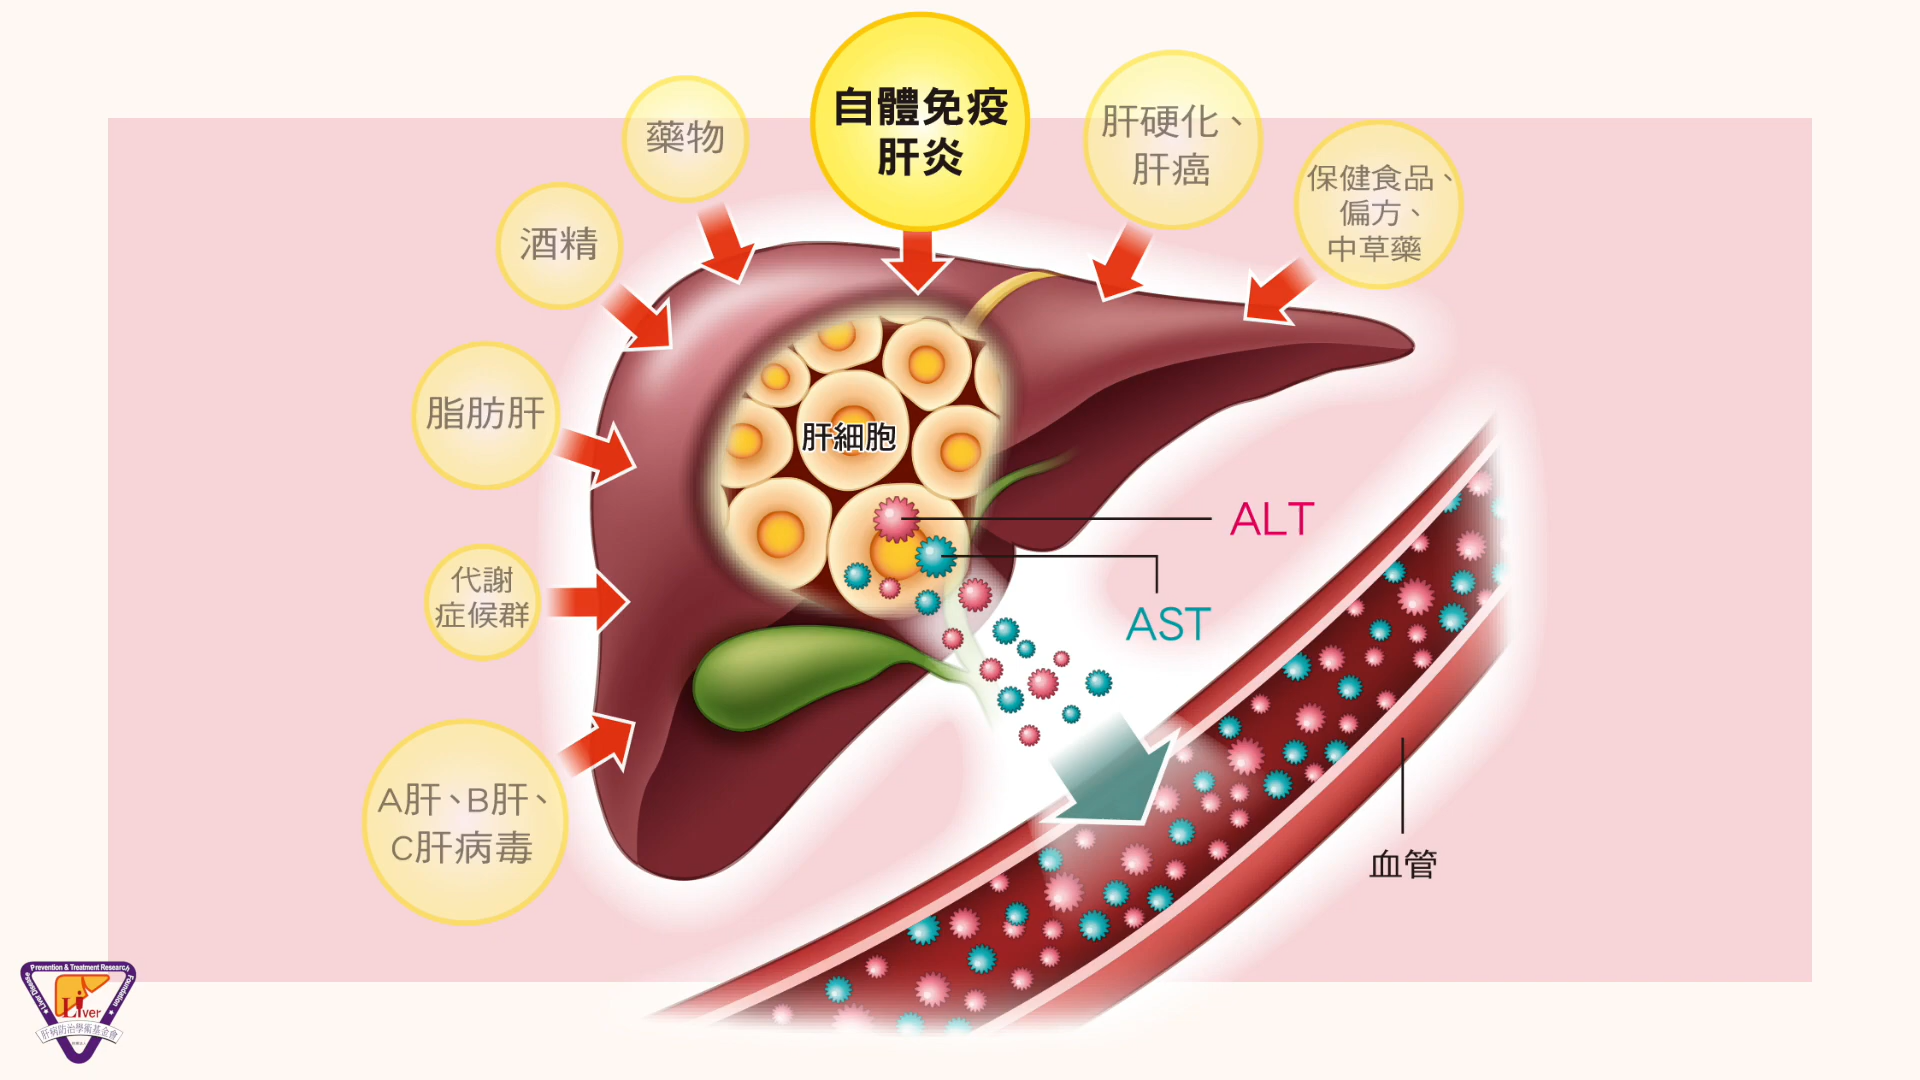 自體免疫
肝炎
藥物
肝硬化、
肝癌
保健食品、
偏方、
中草藥
酒精
脂肪肝
肝細胞
ALT
代謝
症候群
AST
A肝、B肝、
C肝病毒
血管
Prevention & Treatment Research
Foundation
Liver Disease
Liver
肝病防治學術基金會